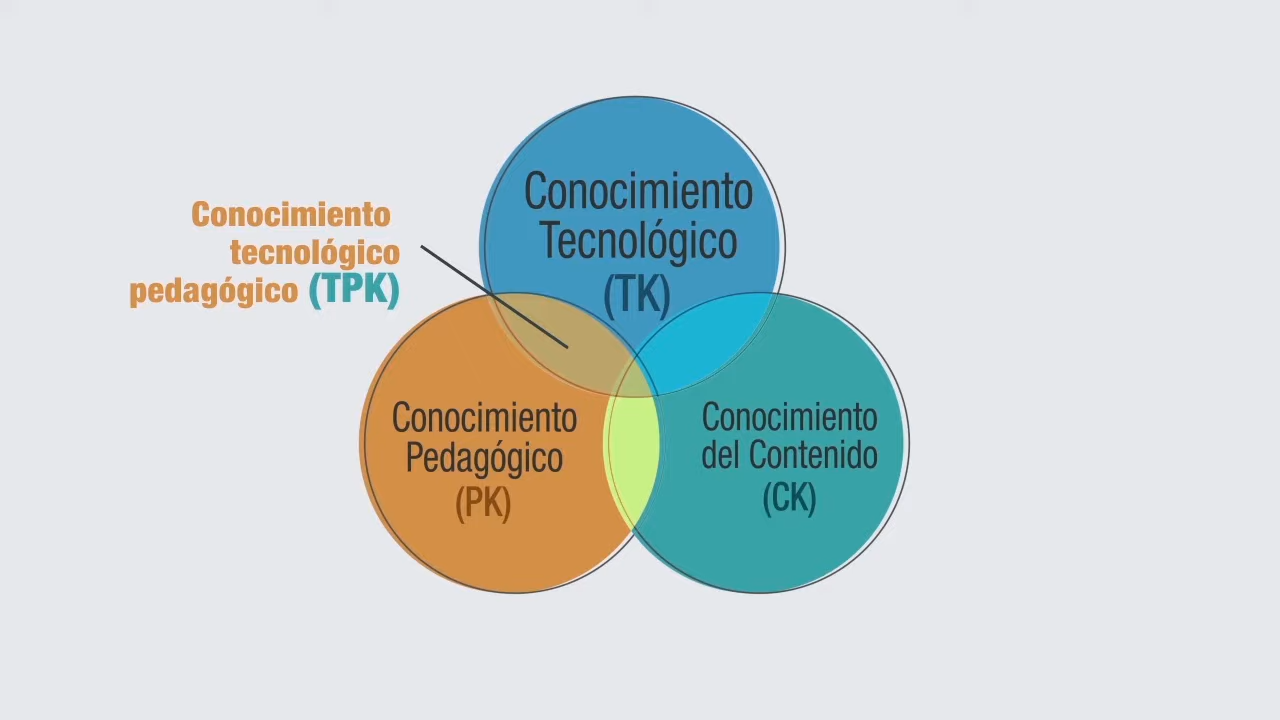 Conocimiento
Tecnológico
(TK)
Conocimiento
tecnológico
pedagógico (TPK)
Conocimiento
Pedagógico
(PK)
Conocimiento
del Contenido
(CK)